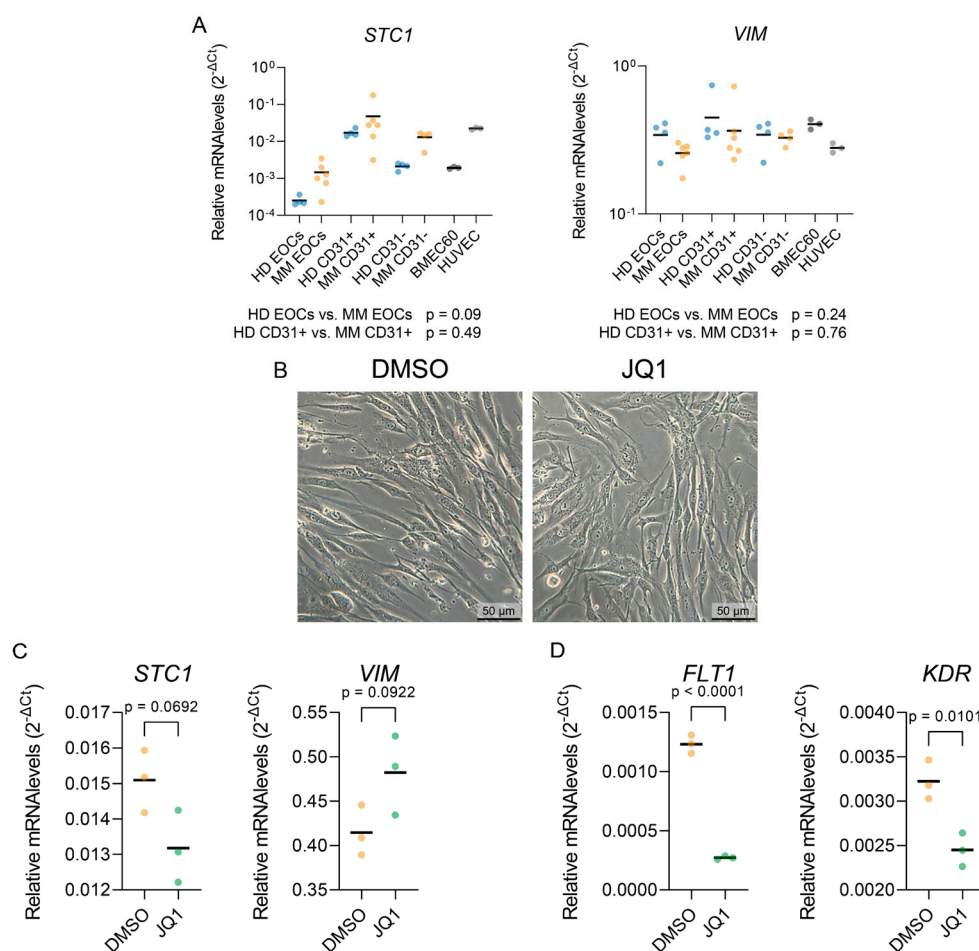 A
STC1
VIM
Relative mRNAlevels (2^-ΔCt)
10^0
10^-1
10^-2
10^-3
10^-4
HD EOCs
MM EOCs
HD CD31+
MM CD31+
HD CD31-
MM CD31-
BMEC60
HUVEC
HD EOCs vs. MM EOCs p = 0.09
HD CD31+ vs. MM CD31+ p = 0.49
Relative mRNAlevels (2^-ΔCt)
10^0
10^-1
HD EOCs
MM EOCs
HD CD31+
MM CD31+
HD CD31-
MM CD31-
BMEC60
HUVEC
HD EOCs vs. MM EOCs p = 0.24
HD CD31+ vs. MM CD31+ p = 0.76
B
DMSO
JQ1
50 µm
50 µm
C
STC1
p = 0.0692
Relative mRNAlevels (2^-ΔCt)
0.017
0.016
0.015
0.014
0.013
0.012
DMSO
JQ1
VIM
p = 0.0922
Relative mRNAlevels (2^-ΔCt)
0.55
0.50
0.45
0.40
0.35
DMSO
JQ1
D
FLT1
p < 0.0001
Relative mRNAlevels (2^-ΔCt)
0.0015
0.0010
0.0005
0.0000
DMSO
JQ1
KDR
p = 0.0101
Relative mRNAlevels (2^-ΔCt)
0.0040
0.0035
0.0030
0.0025
0.0020
DMSO
JQ1